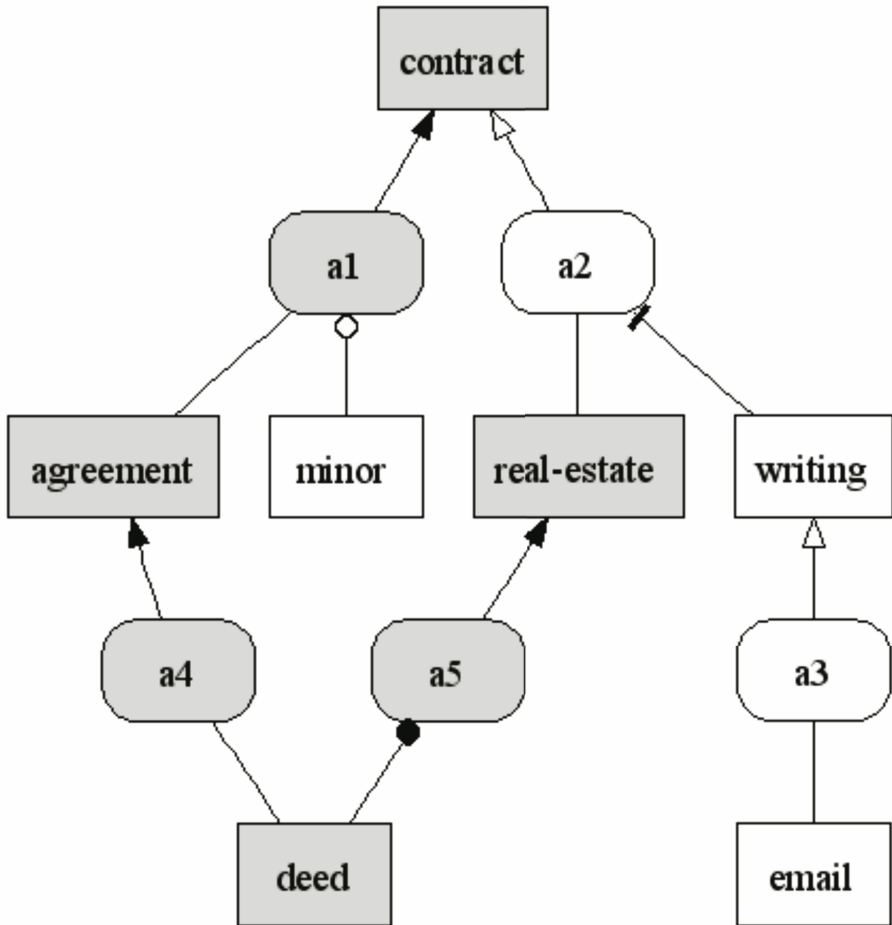 contract
a1
a2
agreement
minor
real-estate
writing
a4
a5
a3
deed
email